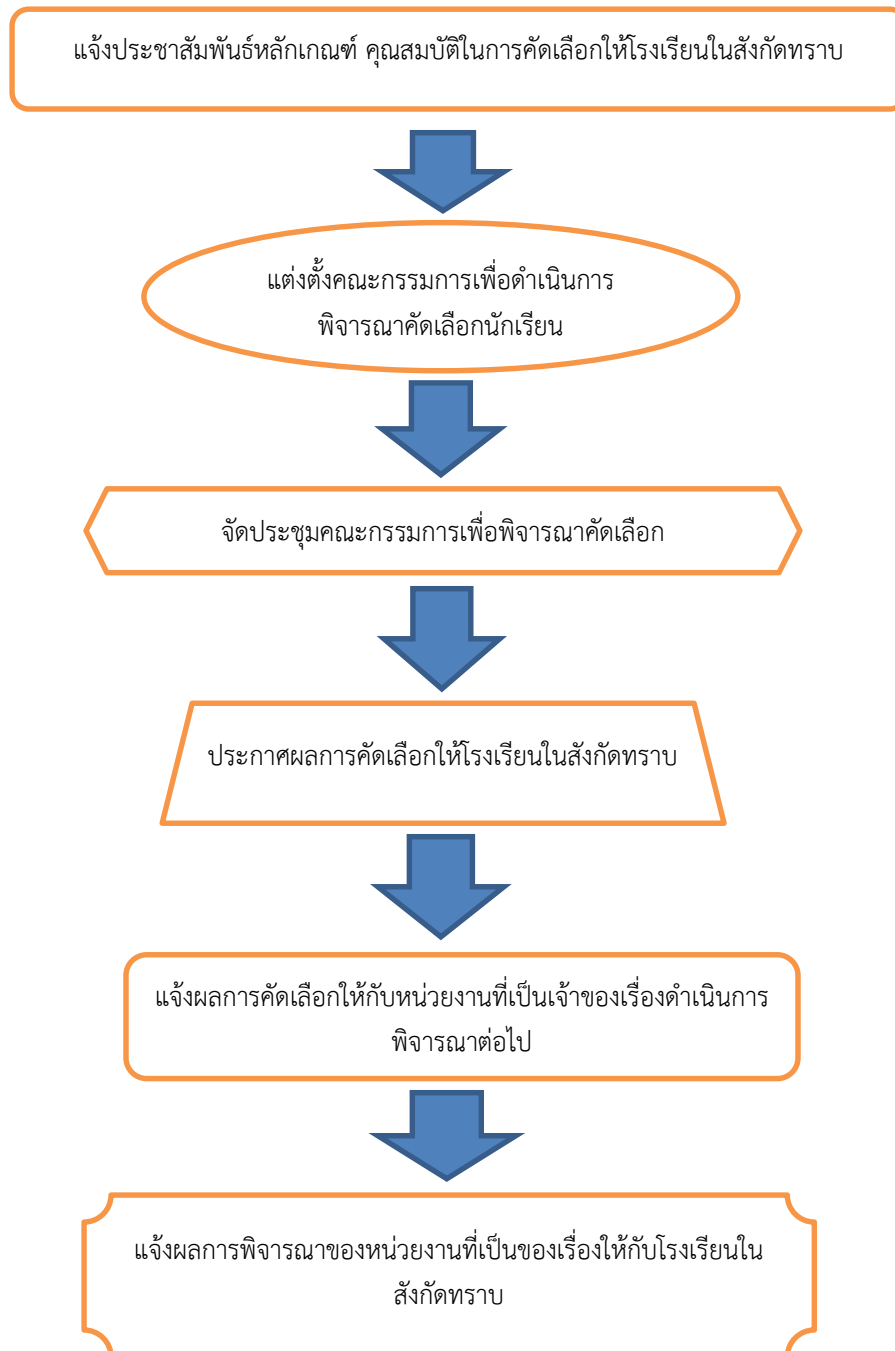 แจ้งประชาสัมพันธ์หลักเกณฑ์ คุณสมบัติในการคัดเลือกให้โรงเรียนในสังกัดทราบ
แต่งตั้งคณะกรรมการเพื่อดำเนินการ
พิจารณาคัดเลือกนักเรียน
จัดประชุมคณะกรรมการเพื่อพิจารณาคัดเลือก
ประกาศผลการคัดเลือกให้โรงเรียนในสังกัดทราบ
แจ้งผลการคัดเลือกให้กับหน่วยงานที่เป็นเจ้าของเรื่องดำเนินการ
พิจารณาต่อไป
แจ้งผลการพิจารณาของหน่วยงานที่เป็นของเรื่องให้กับโรงเรียนใน
สังกัดทราบ